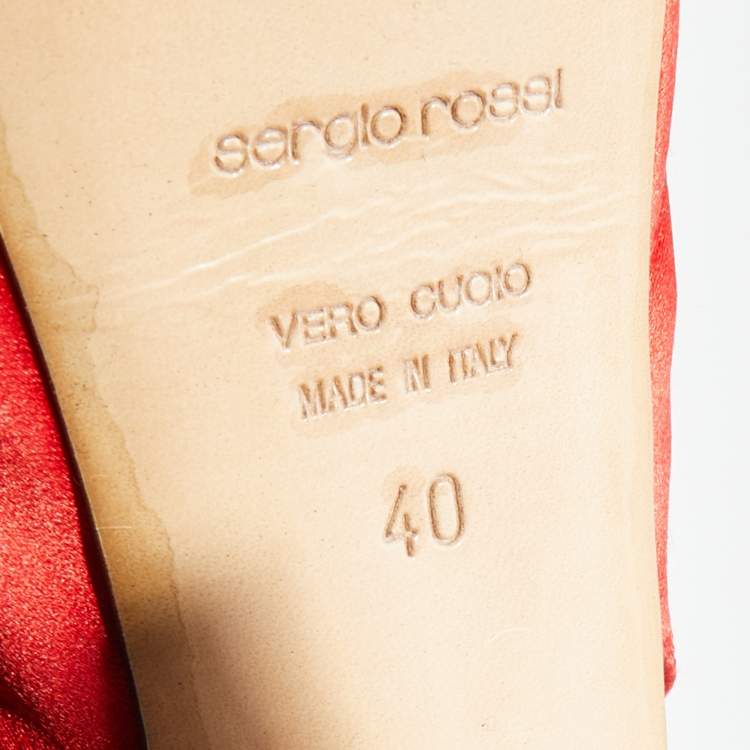 sergio rossi
VERO CUOIO
MADE IN ITALY
40